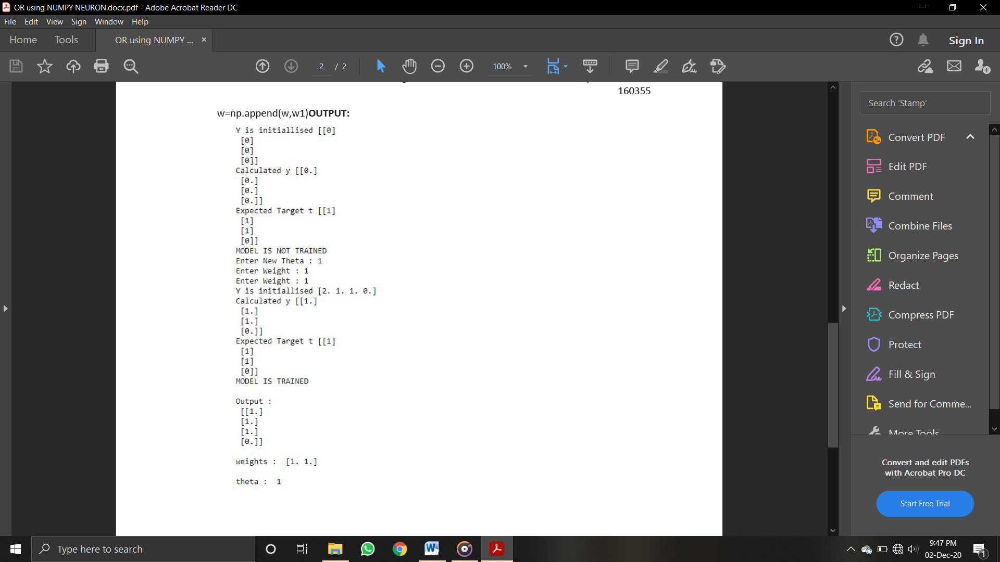 OR using NUMPY NEURON.docx.pdf - Adobe Acrobat Reader DC
File Edit View Sign Window Help
Home Tools OR using NUMPY ... × Sign In
2 / 2 100%
160355
w=np.append(w,w1)OUTPUT:
Y is initiallised [[0]
[0]
[0]
[0]]
Calculated y [[0.]
[0.]
[0.]
[0.]]
Expected Target t [[1]
[1]
[1]
[0]]
MODEL IS NOT TRAINED
Enter New Theta : 1
Enter Weight : 1
Enter Weight : 1
Y is initiallised [2. 1. 1. 0.]
Calculated y [[1.]
[1.]
[1.]
[0.]]
Expected Target t [[1]
[1]
[1]
[0]]
MODEL IS TRAINED
Output :
[[1.]
[1.]
[1.]
[0.]]
weights : [1. 1.]
theta : 1
Search 'Stamp'
Convert PDF
Edit PDF
Comment
Combine Files
Organize Pages
Redact
Compress PDF
Protect
Fill & Sign
Send for Comme...
More Tools
Convert and edit PDFs
with Acrobat Pro DC
Start Free Trial
Type here to search
9:47 PM
02-Dec-20
1